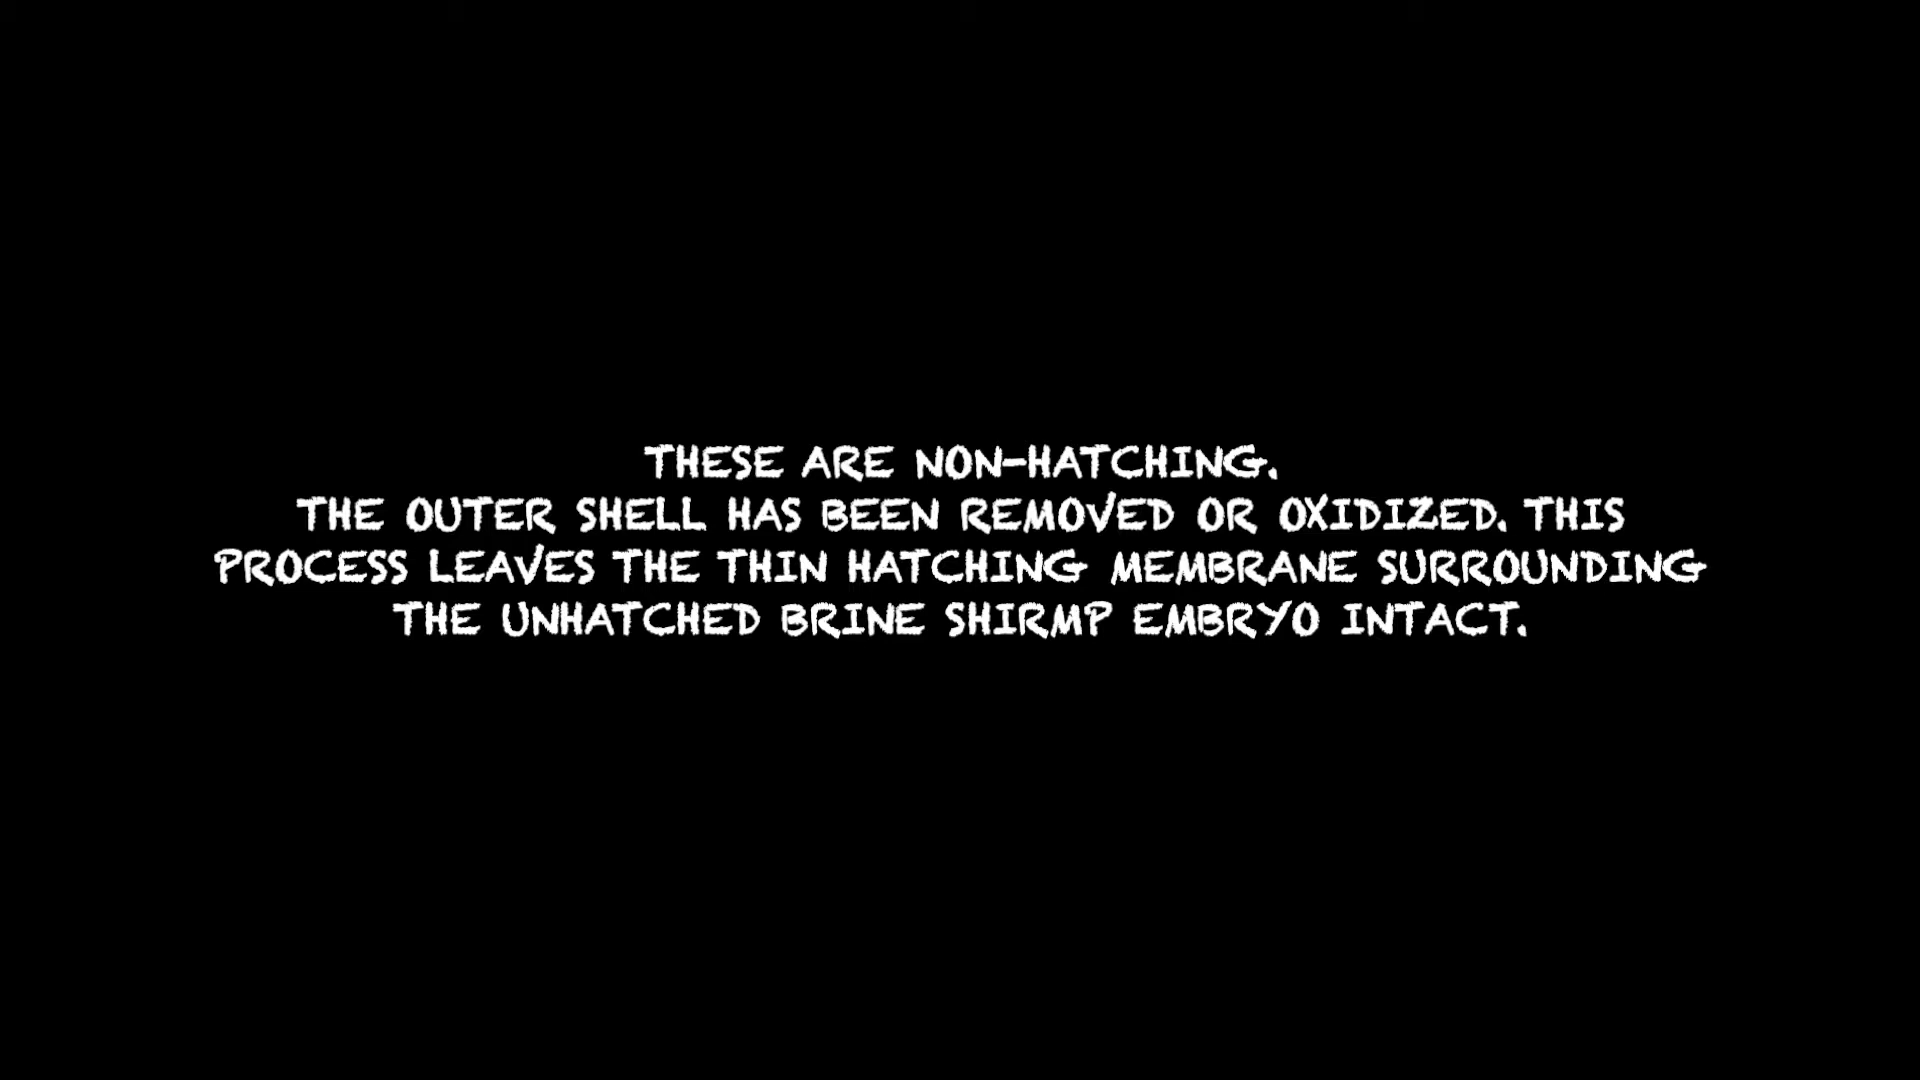 THESE ARE NON-HATCHING.
THE OUTER SHELL HAS BEEN REMOVED OR OXIDIZED. THIS
PROCESS LEAVES THE THIN HATCHING MEMBRANE SURROUNDING
THE UNHATCHED BRINE SHIRMP EMBRYO INTACT.